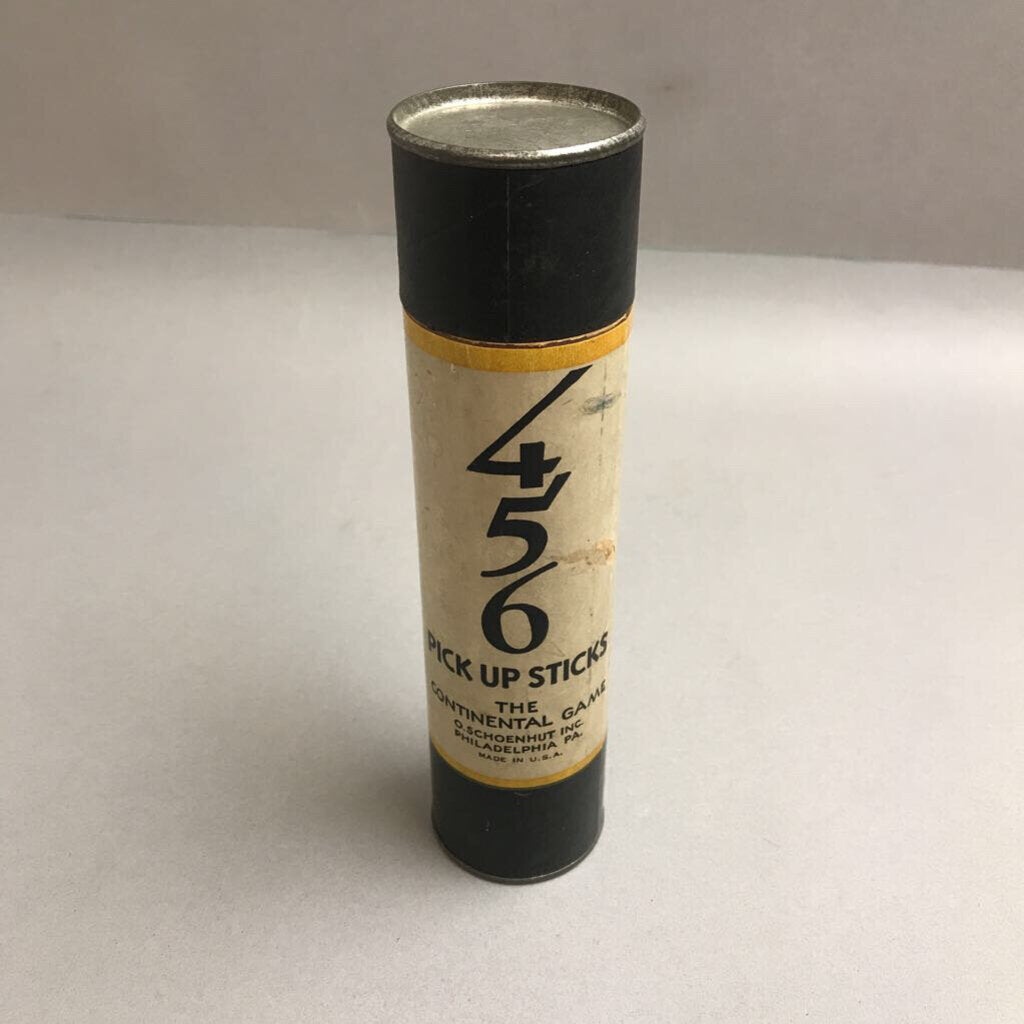 4
5
6
PICK UP STICKS
THE
CONTINENTAL GAME
O. SCHOENHUT INC.
PHILADELPHIA PA.
MADE IN U.S.A.